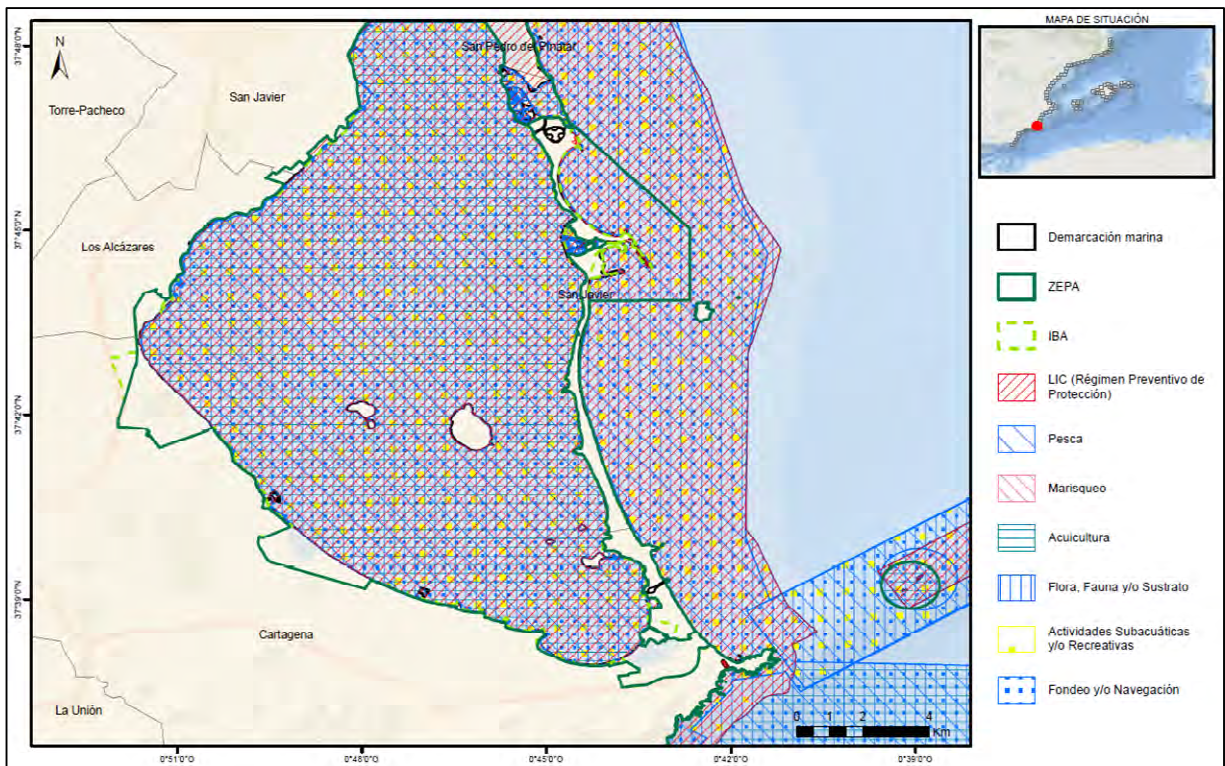 MAPA DE SITUACIÓN
N
37°48'0"N
San Pedro del Pinatar
San Javier
Torre-Pacheco
37°45'0"N
Los Alcázares
San Javier
37°42'0"N
37°39'0"N
Cartagena
La Unión
0 1 2 4
Km
0°51'0"O
0°48'0"O
0°45'0"O
0°42'0"O
0°39'0"O
Demarcación marina
ZEPA
IBA
LIC (Régimen Preventivo de
Protección)
Pesca
Marisqueo
Acuicultura
Flora, Fauna y/o Sustrato
Actividades Subacuáticas
y/o Recreativas
Fondeo y/o Navegación